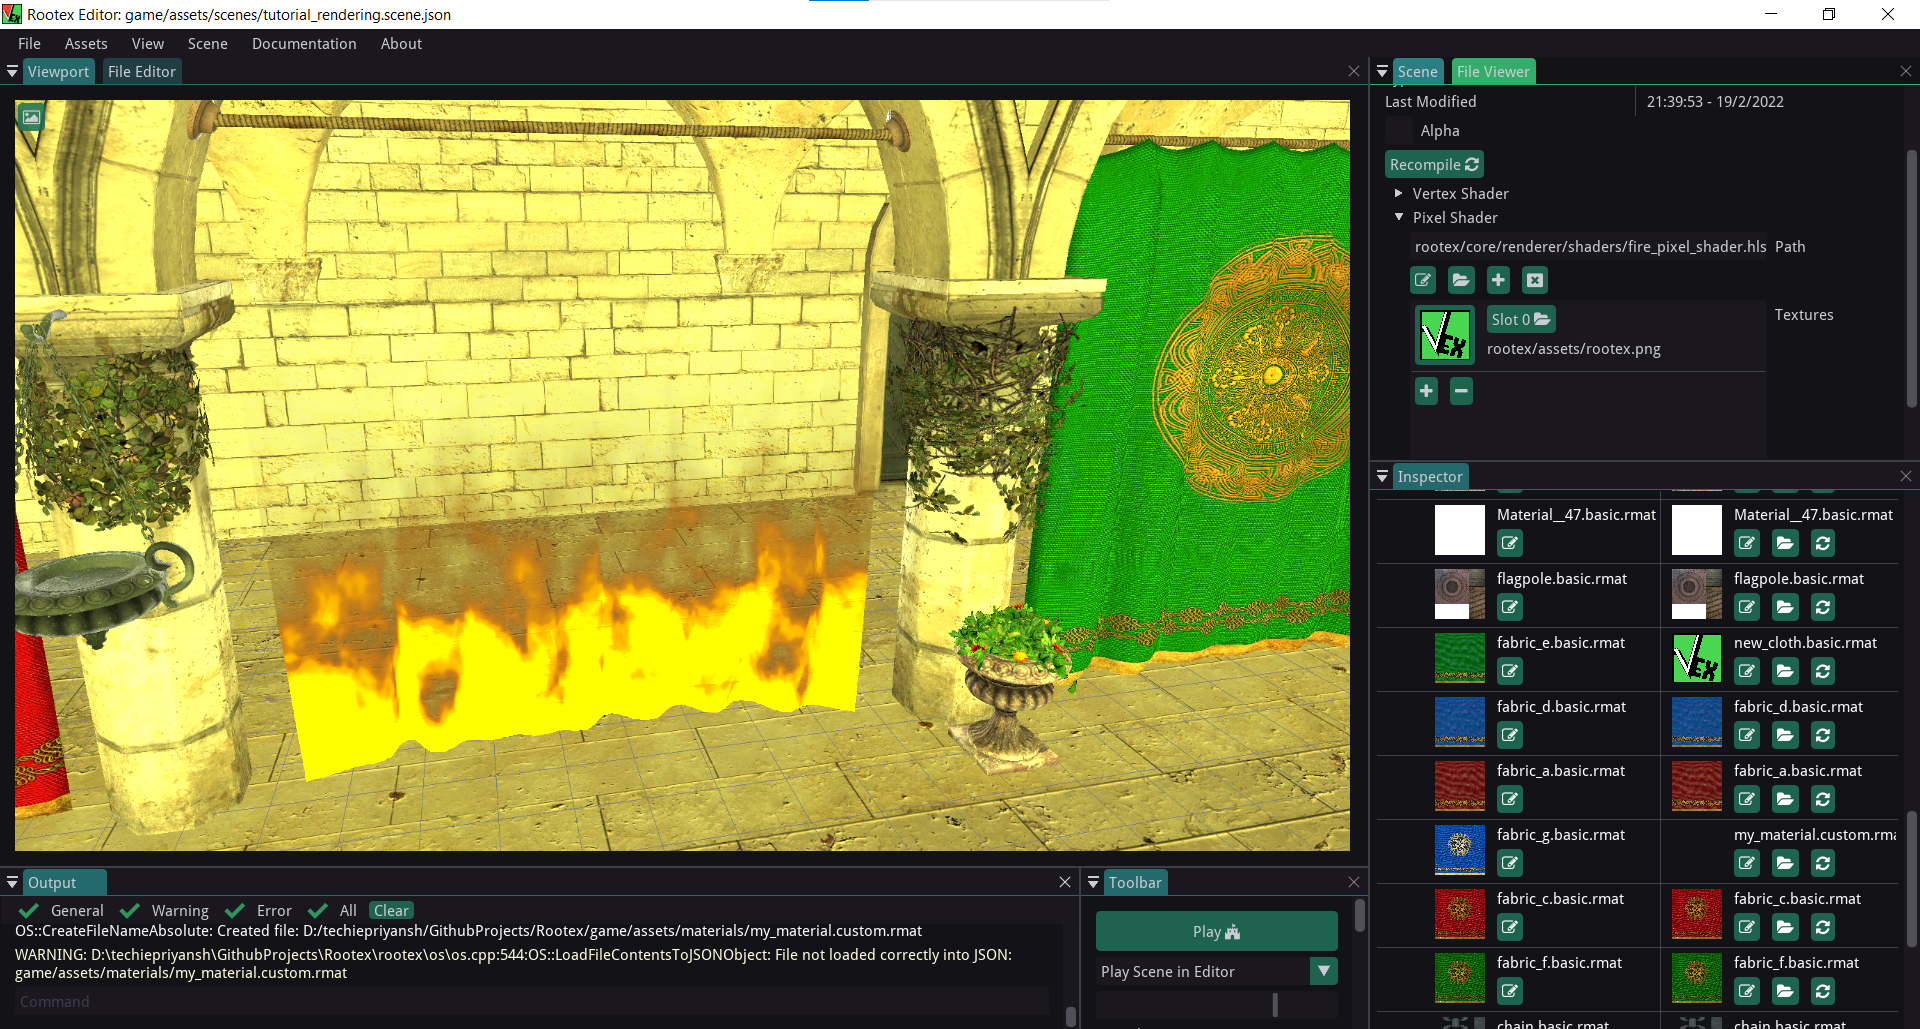 Rootex Editor: game/assets/scenes/tutorial_rendering.scene.json
File Assets View Scene Documentation About
Viewport File Editor
Scene File Viewer
Last Modified 21:39:53 - 19/2/2022
Alpha
Recompile
Vertex Shader
Pixel Shader
rootex/core/renderer/shaders/fire_pixel_shader.hls Path
VEX Slot 0 Textures
rootex/assets/rootex.png
Inspector
Material__47.basic.rmat Material__47.basic.rmat
flagpole.basic.rmat flagpole.basic.rmat
fabric_e.basic.rmat new_cloth.basic.rmat
VEX
fabric_d.basic.rmat fabric_d.basic.rmat
fabric_a.basic.rmat fabric_a.basic.rmat
fabric_g.basic.rmat my_material.custom.rma
fabric_c.basic.rmat fabric_c.basic.rmat
fabric_f.basic.rmat fabric_f.basic.rmat
chain.basic.rmat chain.basic.rmat
Output
General Warning Error All Clear
OS::CreateFileNameAbsolute: Created file: D:/techiepriyansh/GithubProjects/Rootex/game/assets/materials/my_material.custom.rmat
WARNING: D:\techiepriyansh\GithubProjects\Rootex\rootex\os\os.cpp:544:OS::LoadFileContentsToJSONObject: File not loaded correctly into JSON:
game/assets/materials/my_material.custom.rmat
Command
Toolbar
Play
Play Scene in Editor